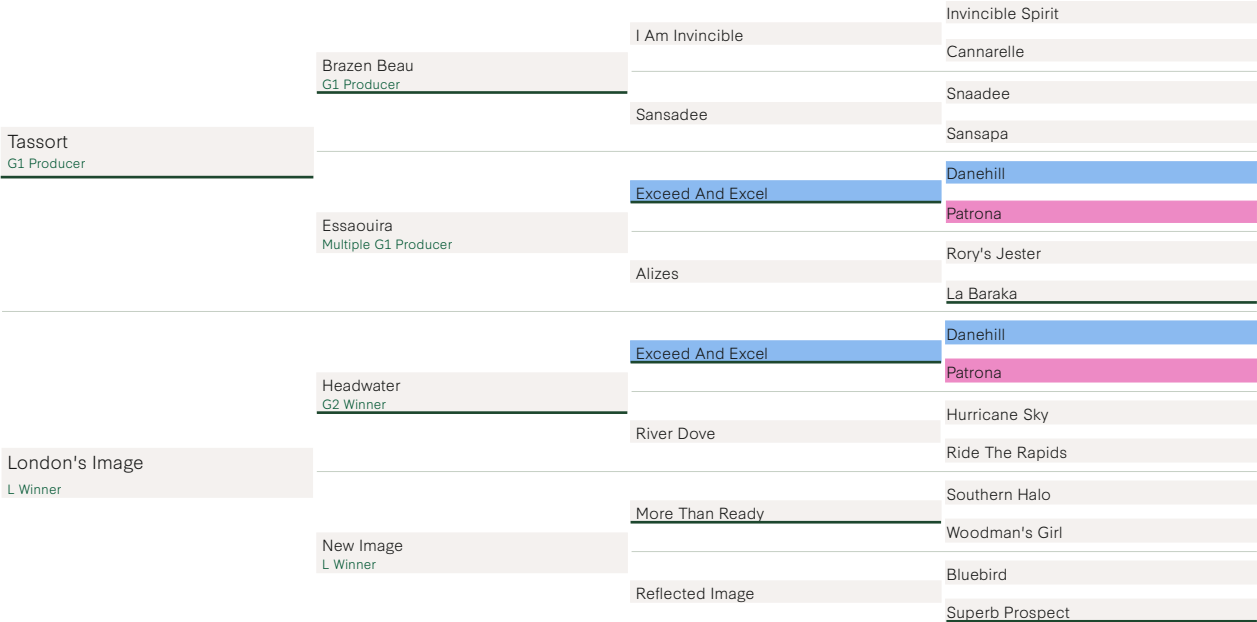 Tassort
G1 Producer
Brazen Beau
G1 Producer
I Am Invincible
Invincible Spirit
Cannarelle
Sansadee
Snaadee
Sansapa
Essaouira
Multiple G1 Producer
Exceed And Excel
Danehill
Patrona
Alizes
Rory's Jester
La Baraka
London's Image
L Winner
Headwater
G2 Winner
Exceed And Excel
Danehill
Patrona
River Dove
Hurricane Sky
Ride The Rapids
New Image
L Winner
More Than Ready
Southern Halo
Woodman's Girl
Reflected Image
Bluebird
Superb Prospect